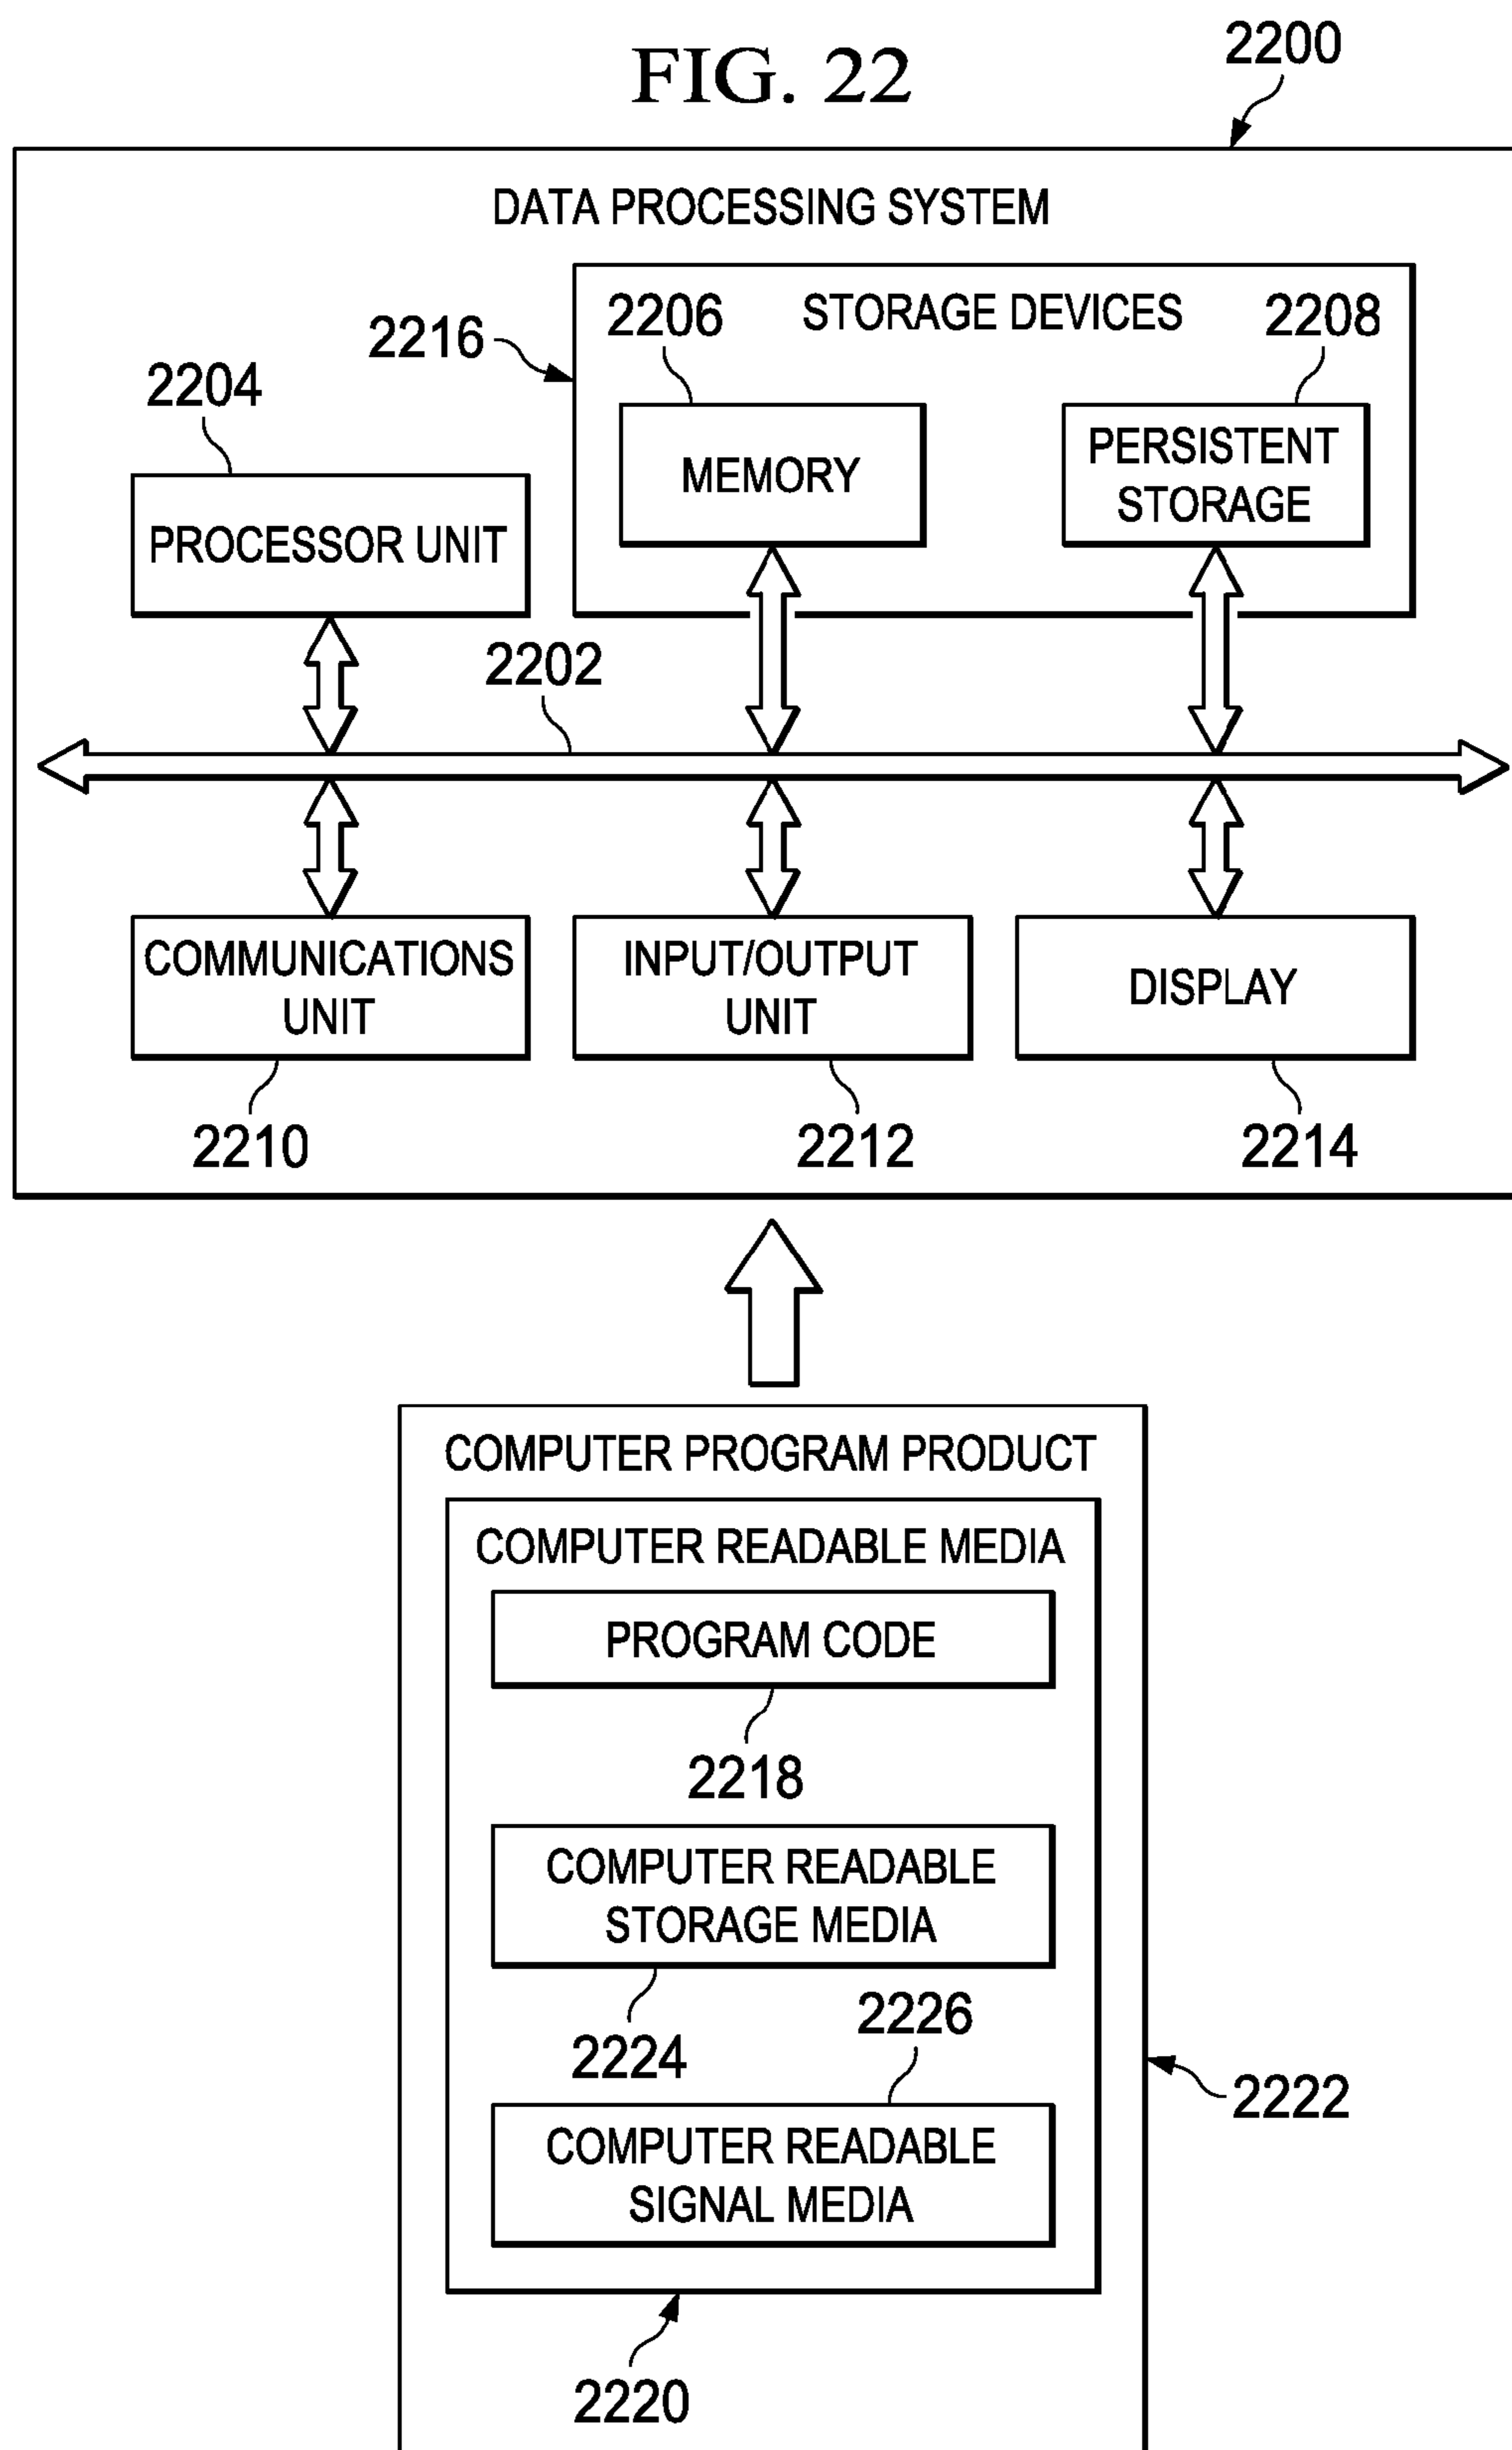 FIG. 22
2200
DATA PROCESSING SYSTEM
2216
2206
STORAGE DEVICES
2208
2204
MEMORY
PERSISTENT
STORAGE
PROCESSOR UNIT
2202
COMMUNICATIONS
UNIT
INPUT/OUTPUT
UNIT
DISPLAY
2210
2212
2214
COMPUTER PROGRAM PRODUCT
COMPUTER READABLE MEDIA
PROGRAM CODE
2218
COMPUTER READABLE
STORAGE MEDIA
2224
2226
2222
COMPUTER READABLE
SIGNAL MEDIA
2220